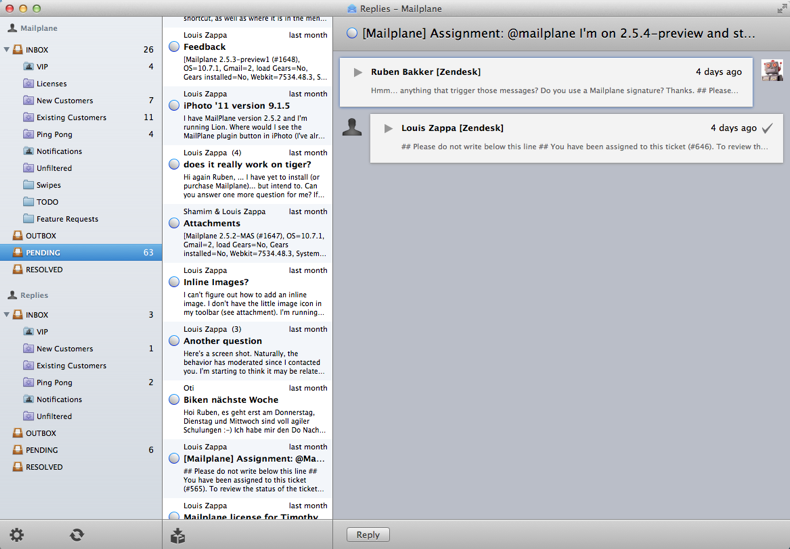 Replies – Mailplane
Mailplane
INBOX 26
VIP 4
Licenses
New Customers 7
Existing Customers 11
Ping Pong 4
Notifications
Unfiltered
Swipes
TODO
Feature Requests
OUTBOX
PENDING 63
RESOLVED
Replies
INBOX 3
VIP
New Customers 1
Existing Customers
Ping Pong 2
Notifications
Unfiltered
OUTBOX
PENDING 6
RESOLVED
shortcut, as well as where it is in the men…
Louis Zappa last month
Feedback
[Mailplane 2.5.3-preview1 (#1648),
OS=10.7.1, Gmail=2, load Gears=No,
Gears installed=No, Webkit=7534.48.3, S…
Louis Zappa last month
iPhoto '11 version 9.1.5
I have MailPlane version 2.5.2 and I'm
running Lion. Where would I see the
MailPlane plugin button in iPhoto (I've alr…
Louis Zappa (4) last month
does it really work on tiger?
Hi again Ruben, ... I have yet to install (or
purchase Mailplane)... but intend to. Can
you answer one more question for me? If…
Shamim & Louis Zappa last month
Attachments
[Mailplane 2.5.2-MAS (#1647), OS=10.7.1,
Gmail=2, load Gears=No, Gears
installed=No, Webkit=7534.48.3, System…
Louis Zappa last month
Inline Images?
I can't figure out how to add an inline
image. I don't have the little image icon in
my toolbar (see attachment). I'm running…
Louis Zappa (3) last month
Another question
Here's a screen shot. Naturally, the
behavior has moderated since I contacted
you. I'm starting to think it may be relate…
Oti last month
Biken nächste Woche
Hoi Ruben, es geht erst am Donnerstag,
Dienstag und Mittwoch sind voll agiler
Schulungen :-) Ich habe mir den Do Nach…
Louis Zappa last month
[Mailplane] Assignment: @Ma…
## Please do not write below this line ##
You have been assigned to this ticket
(#565). To review the status of the ticket…
Louis Zappa last month
Mailplane license for Timothy
[Mailplane] Assignment: @mailplane I'm on 2.5.4-preview and st…
Ruben Bakker [Zendesk] 4 days ago
Hmm... anything that trigger those messages? Do you use a Mailplane signature? Thanks. ## Please…
Louis Zappa [Zendesk] 4 days ago
## Please do not write below this line ## You have been assigned to this ticket (#646). To review th…
Reply